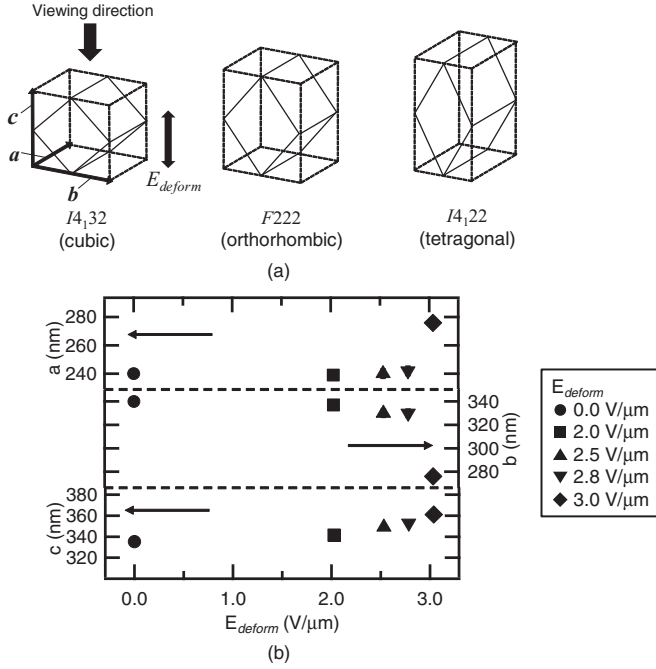 Viewing direction
c
a
b
E_deform
I4₁32
(cubic)
F222
(orthorhombic)
I4₁22
(tetragonal)
(a)
a (nm)
280
260
240
b (nm)
340
320
300
280
c (nm)
380
360
340
320
0.0 1.0 2.0 3.0
E_deform (V/μm)
E_deform
0.0 V/μm
2.0 V/μm
2.5 V/μm
2.8 V/μm
3.0 V/μm
(b)